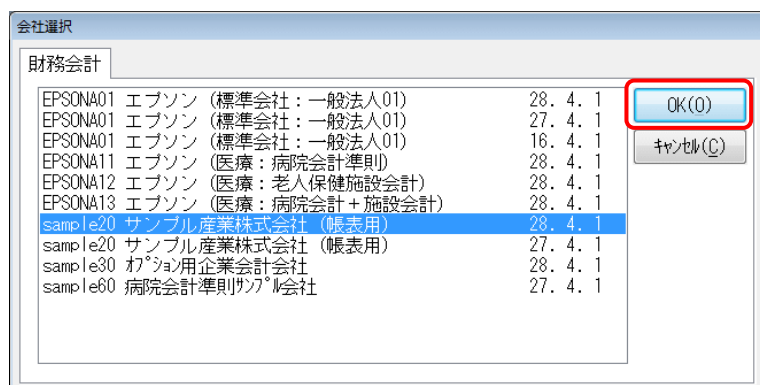 会社選択
財務会計
EPSONA01 エプソン (標準会社：一般法人01) 28. 4. 1
EPSONA01 エプソン (標準会社：一般法人01) 27. 4. 1
EPSONA01 エプソン (標準会社：一般法人01) 16. 4. 1
EPSONA11 エプソン (医療：病院会計準則) 28. 4. 1
EPSONA12 エプソン (医療：老人保健施設会計) 28. 4. 1
EPSONA13 エプソン (医療：病院会計＋施設会計) 28. 4. 1
sample20 サンプル産業株式会社 (帳表用) 28. 4. 1
sample20 サンプル産業株式会社 (帳表用) 27. 4. 1
sample30 ｵﾌﾟｼｮﾝ用企業会計会社 28. 4. 1
sample60 病院会計準則ｻﾝﾌﾟﾙ会社 27. 4. 1
OK(O)
ｷｬﾝｾﾙ(C)